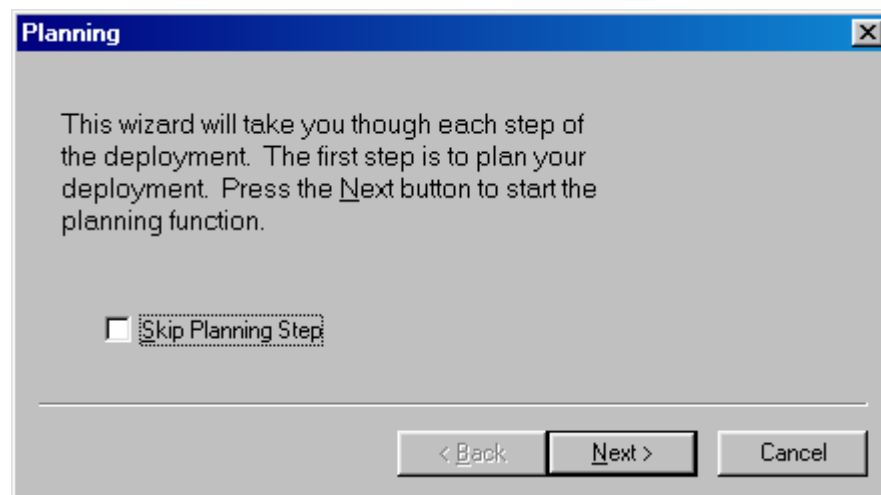 Planning
This wizard will take you though each step of
the deployment. The first step is to plan your
deployment. Press the Next button to start the
planning function.
Skip Planning Step
< Back Next > Cancel